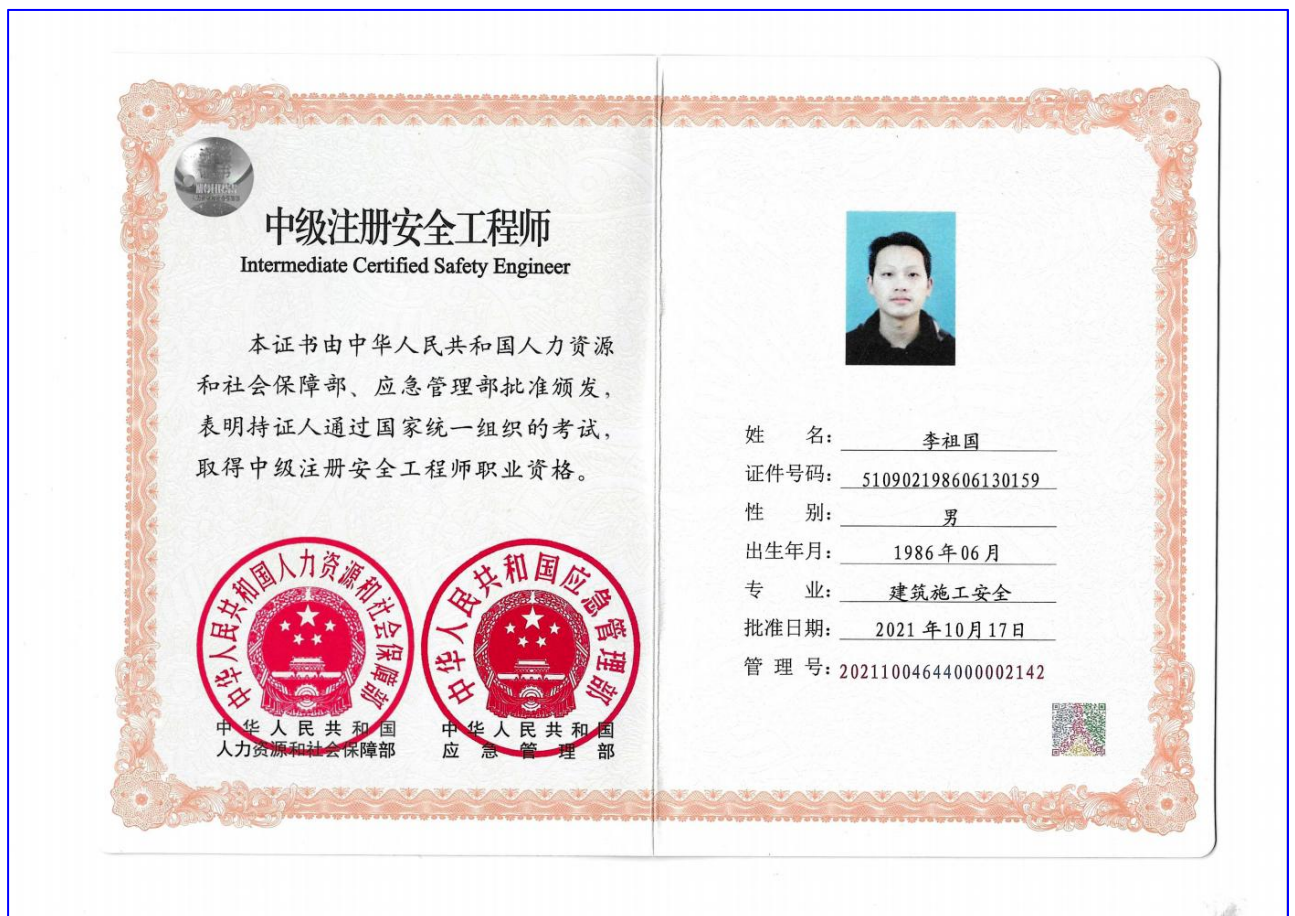 中级注册安全工程师
Intermediate Certified Safety Engineer
本证书由中华人民共和国人力资源
和社会保障部、应急管理部批准颁发，
表明持证人通过国家统一组织的考试，
取得中级注册安全工程师职业资格。
中华人民共和国人力资源和社会保障部
中华人民共和国
人力资源和社会保障部
中华人民共和国应急管理部
中华人民共和国
应急管理部
姓 名：李祖国
证件号码：510902198606130159
性 别：男
出生年月：1986年06月
专 业：建筑施工安全
批准日期：2021年10月17日
管 理 号：20211004644000002142